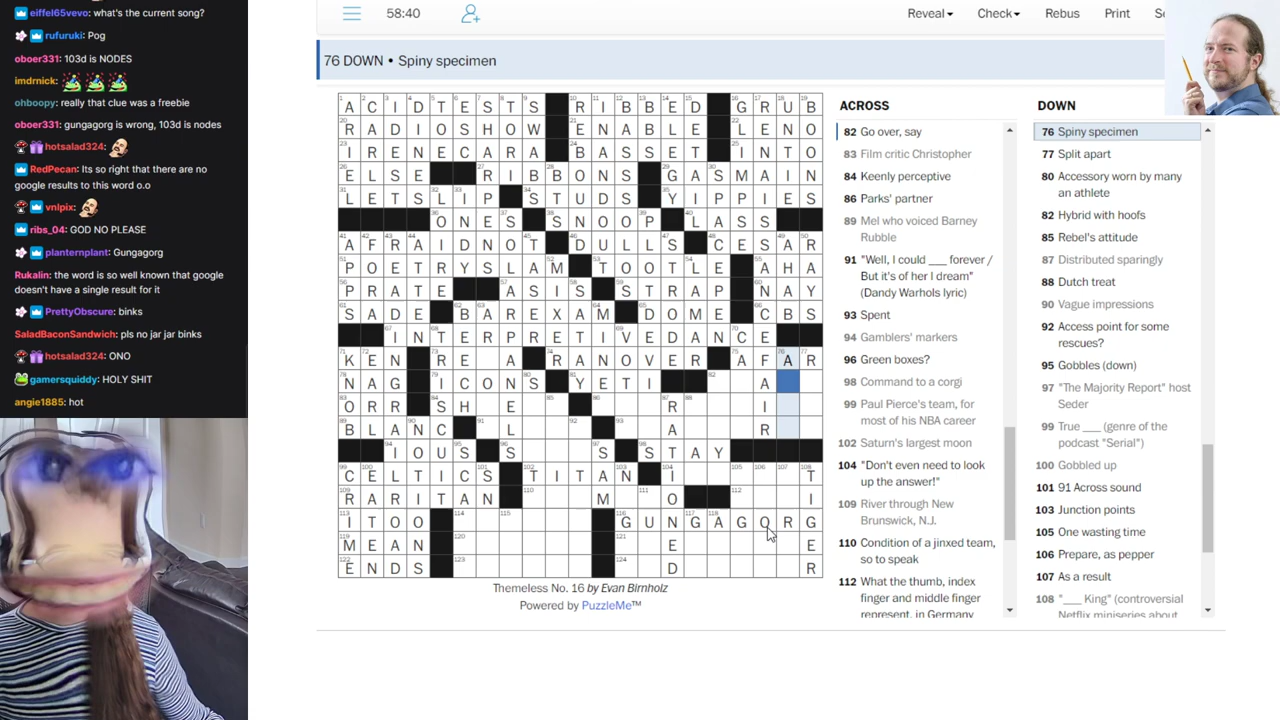 eiffel65vevo: what's the current song?
rufuruki: Pog
oboer331: 103d is NODES
imdrnick:
ohboopy: really that clue was a freebie
oboer331: gungagorg is wrong, 103d is nodes
hotsalad324:
RedPecan: Its so right that there are
no google results to this word o.o
vnlpix:
ribs_04: GOD NO PLEASE
planternplant: Gungagorg
Rukalin: the word is so well known that google
doesn't have a single result for it
PrettyObscure: binks
SaladBaconSandwich: pls no jar jar binks
hotsalad324: ONO
gamersquiddy: HOLY SHIT
angie1885: hot
58:40
Reveal
Check
Rebus
Print
Se
76 DOWN • Spiny specimen
A C I D T E S T S R I B B E D G R U B
R A D I O S H O W E N A B L E L E N O
I R E N E C A R A B A S S E T I N T O
E L S E R I B B O N S G A S M A I N
L E T S L I P S T U D S Y I P P I E S
O N E S S N O O P L A S S
A F R A I D N O T D U L L S C E S A R
P O E T R Y S L A M T O O T L E A H A
P R A T E A S I S S T R A P N A Y
S A D E B A R E X A M D O M E C B S
I N T E R P R E T I V E D A N C E
K E N R E A R A N O V E R A F A R
N A G I C O N S Y E T I A
O R R S H E R I
B L A N C L A R
I O U S S S S T A Y
C E L T I C S T I T A N I T
R A R I T A N M O I
I T O O G U N G A G O R G
M E A N E E
E N D S D R
Themeless No. 16 by Evan Birnholz
Powered by PuzzleMe™
ACROSS
82 Go over, say
83 Film critic Christopher
84 Keenly perceptive
86 Parks' partner
89 Mel who voiced Barney
Rubble
91 "Well, I could ___ forever /
But it's of her I dream"
(Dandy Warhols lyric)
93 Spent
94 Gamblers' markers
96 Green boxes?
98 Command to a corgi
99 Paul Pierce's team, for
most of his NBA career
102 Saturn's largest moon
104 "Don't even need to look
up the answer!"
109 River through New
Brunswick, N.J.
110 Condition of a jinxed team,
so to speak
112 What the thumb, index
finger and middle finger
represent, in Germany
DOWN
76 Spiny specimen
77 Split apart
80 Accessory worn by many
an athlete
82 Hybrid with hoofs
85 Rebel's attitude
87 Distributed sparingly
88 Dutch treat
90 Vague impressions
92 Access point for some
rescues?
95 Gobbles (down)
97 "The Majority Report" host
Seder
99 True ___ (genre of the
podcast "Serial")
100 Gobbled up
101 91 Across sound
103 Junction points
105 One wasting time
106 Prepare, as pepper
107 As a result
108 "___ King" (controversial
Netflix miniseries about